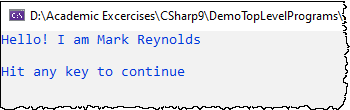 D:\Academic Excercises\CSharp9\DemoTopLevelPrograms\
Hello! I am Mark Reynolds
Hit any key to continue